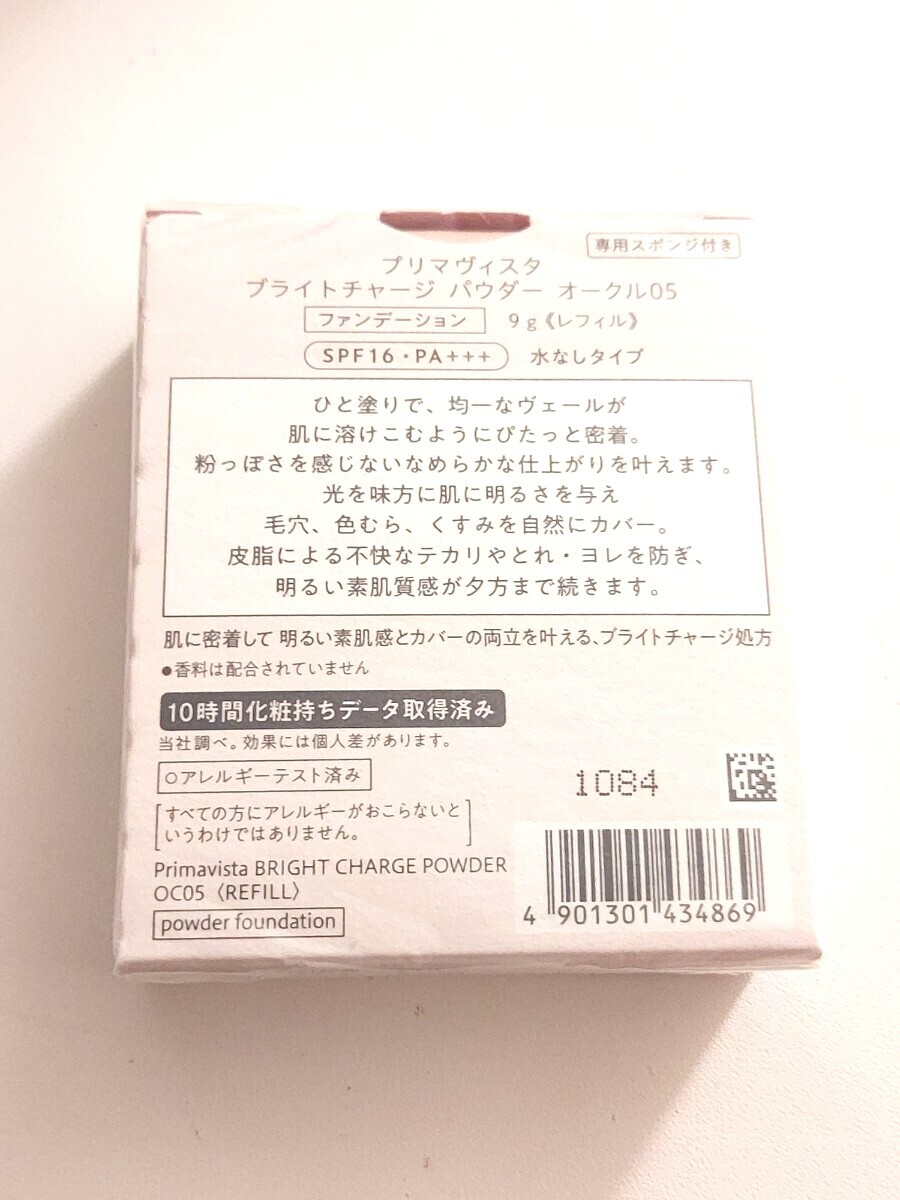 専用スポンジ付き
プリマヴィスタ
ブライトチャージ パウダー オークル05
ファンデーション 9g《レフィル》
SPF16・PA+++ 水なしタイプ
ひと塗りで、均一なヴェールが
肌に溶けこむようにぴたっと密着。
粉っぽさを感じないなめらかな仕上がりを叶えます。
光を味方に肌に明るさを与え
毛穴、色むら、くすみを自然にカバー。
皮脂による不快なテカリやとれ・ヨレを防ぎ、
明るい素肌質感が夕方まで続きます。
肌に密着して 明るい素肌感とカバーの両立を叶える、ブライトチャージ処方
●香料は配合されていません
10時間化粧持ちデータ取得済み
当社調べ。効果には個人差があります。
○アレルギーテスト済み
1084
[すべての方にアレルギーがおこらないと
いうわけではありません。]
Primavista BRIGHT CHARGE POWDER
OC05 〈REFILL〉
powder foundation
4 901301 434869